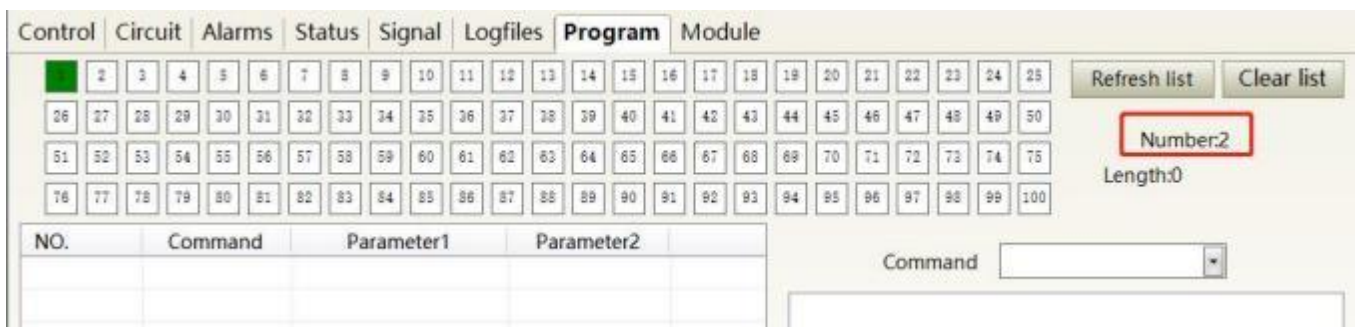 Control Circuit Alarms Status Signal Logfiles Program Module
1 2 3 4 5 6 7 8 9 10 11 12 13 14 15 16 17 18 19 20 21 22 23 24 25 Refresh list Clear list
26 27 28 29 30 31 32 33 34 35 36 37 38 39 40 41 42 43 44 45 46 47 48 49 50
Number:2
51 52 53 54 55 56 57 58 59 60 61 62 63 64 65 66 67 68 69 70 71 72 73 74 75
Length:0
76 77 78 79 80 81 82 83 84 85 86 87 88 89 90 91 92 93 94 95 96 97 98 99 100
NO. Command Parameter1 Parameter2
Command